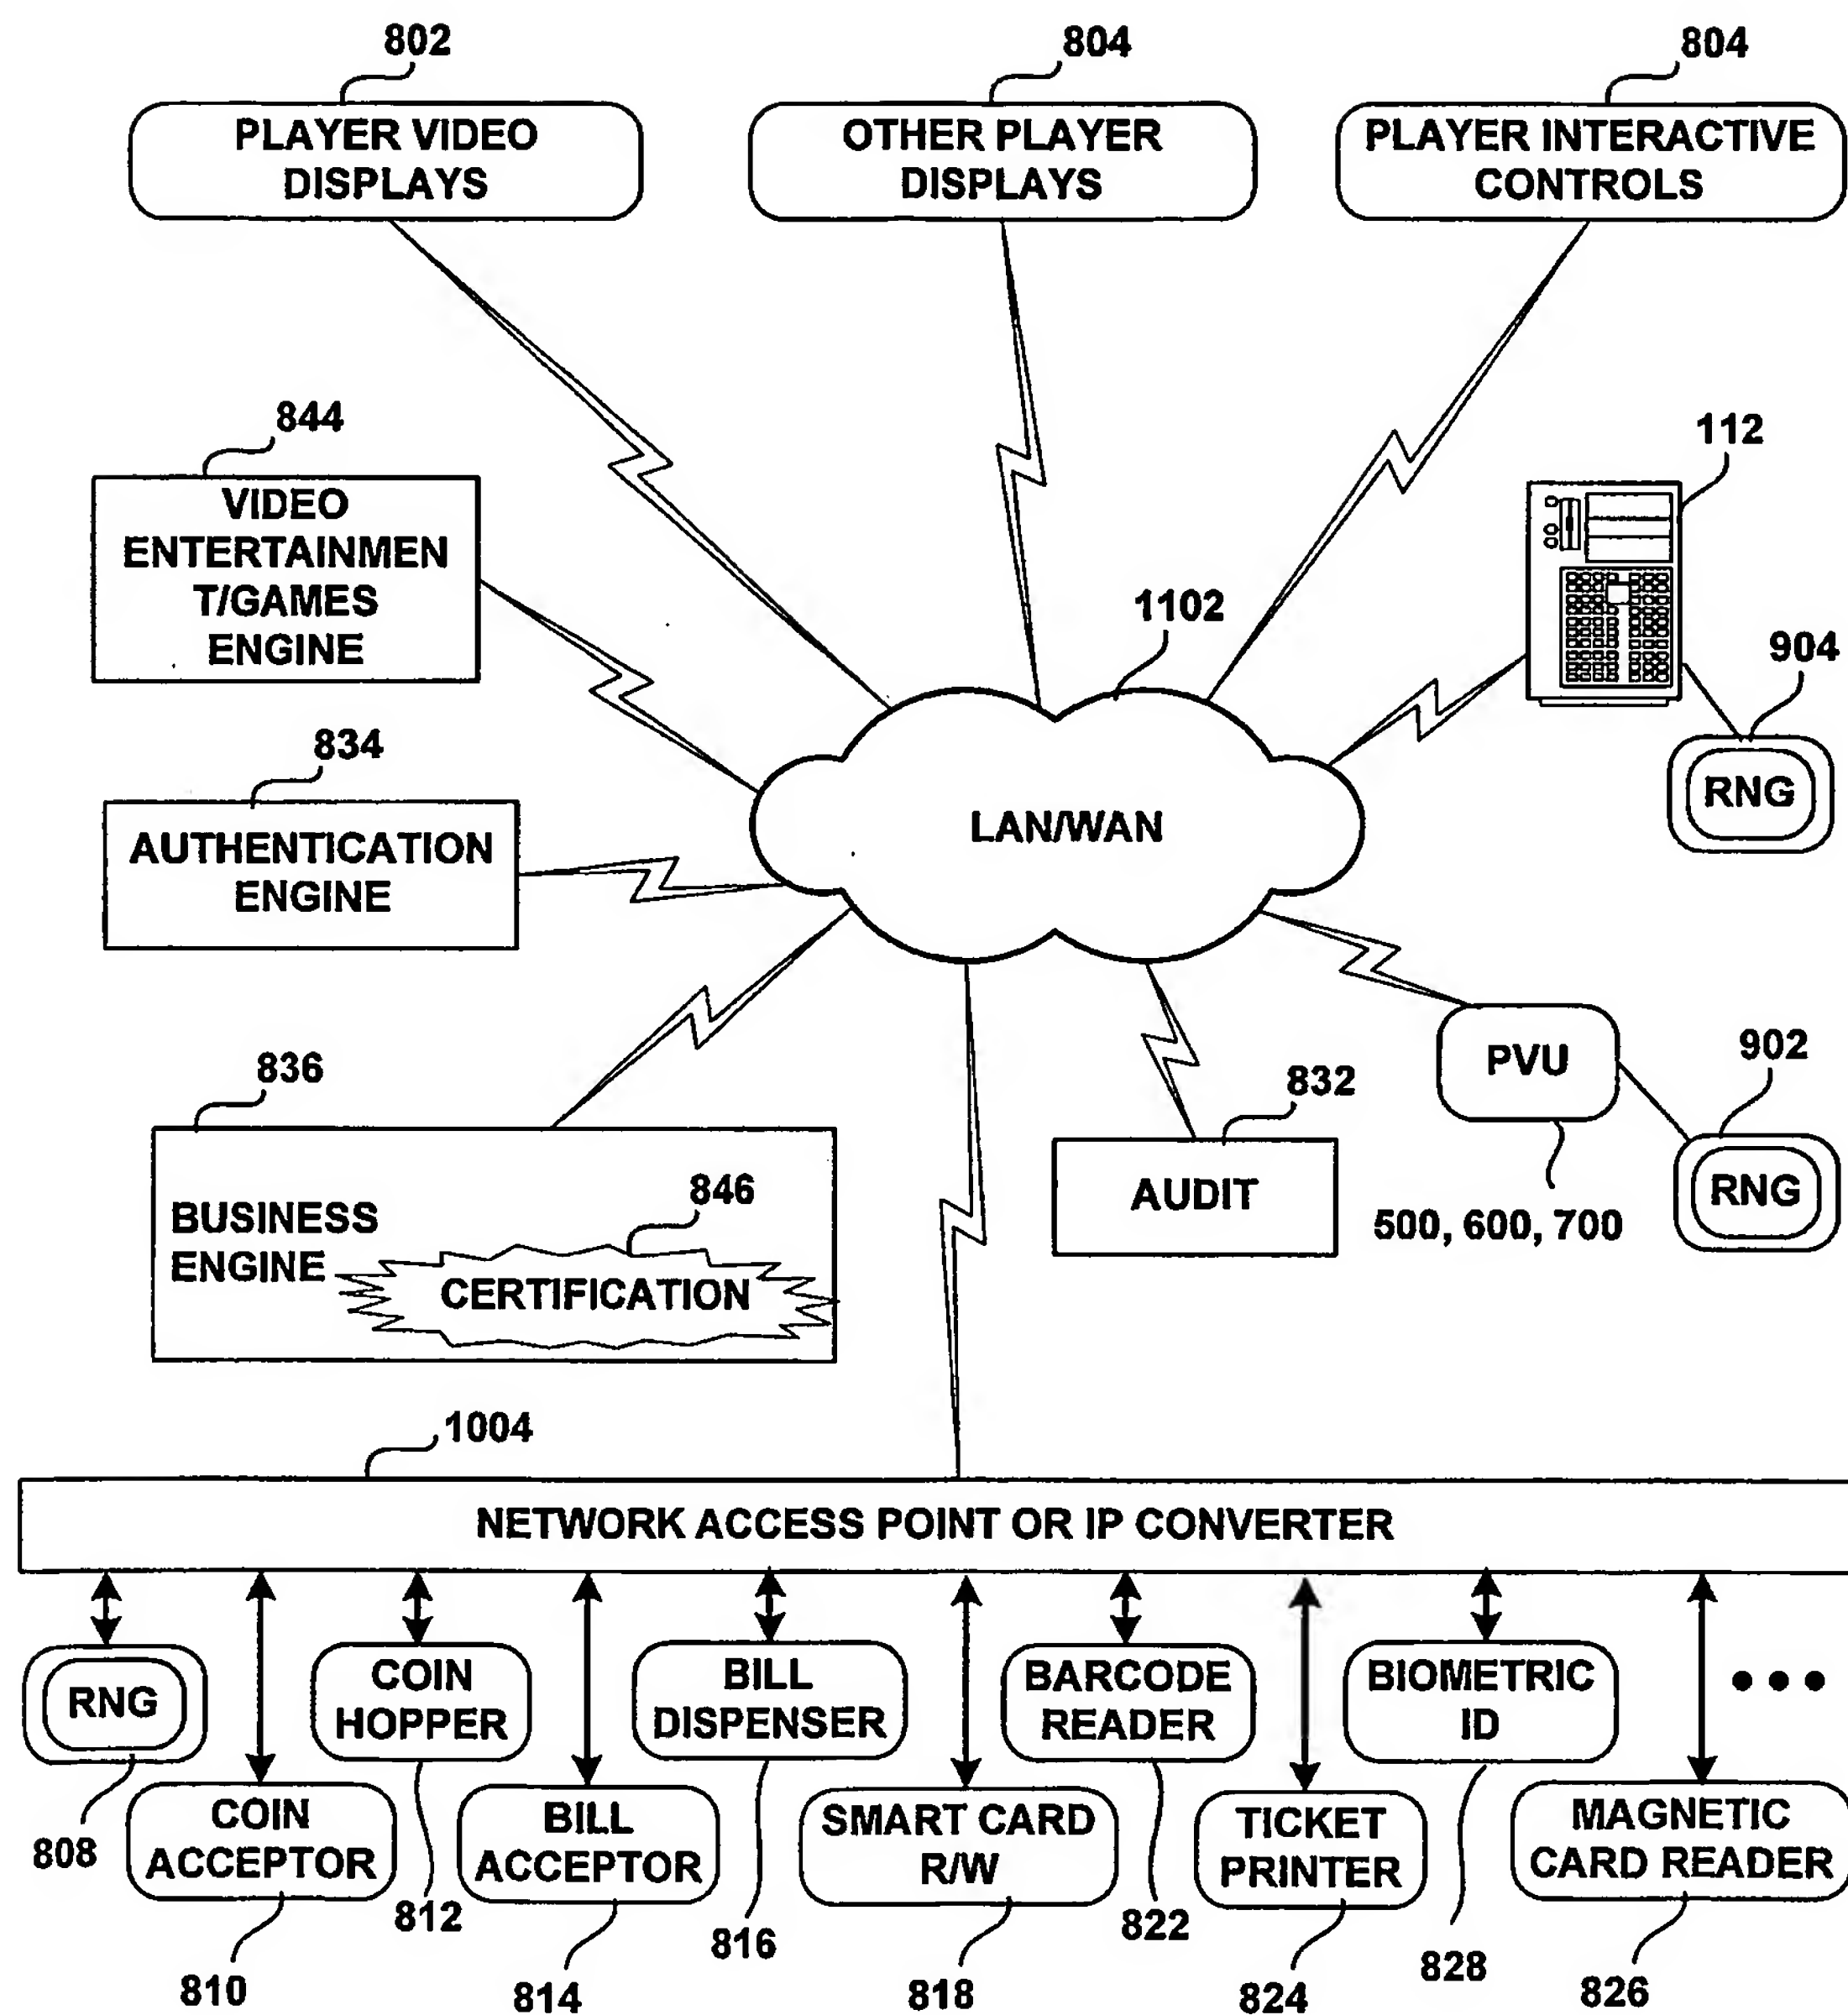 802
804
804
PLAYER VIDEO
DISPLAYS
OTHER PLAYER
DISPLAYS
PLAYER INTERACTIVE
CONTROLS
844
112
VIDEO
ENTERTAINMEN
T/GAMES
ENGINE
1102
904
RNG
834
LAN/WAN
AUTHENTICATION
ENGINE
836
832
PVU
902
846
BUSINESS
ENGINE
CERTIFICATION
AUDIT
500, 600, 700
RNG
1004
NETWORK ACCESS POINT OR IP CONVERTER
RNG
COIN
HOPPER
BILL
DISPENSER
BARCODE
READER
BIOMETRIC
ID
808
COIN
ACCEPTOR
BILL
ACCEPTOR
SMART CARD
R/W
TICKET
PRINTER
MAGNETIC
CARD READER
812
816
822
828
810
814
818
824
826